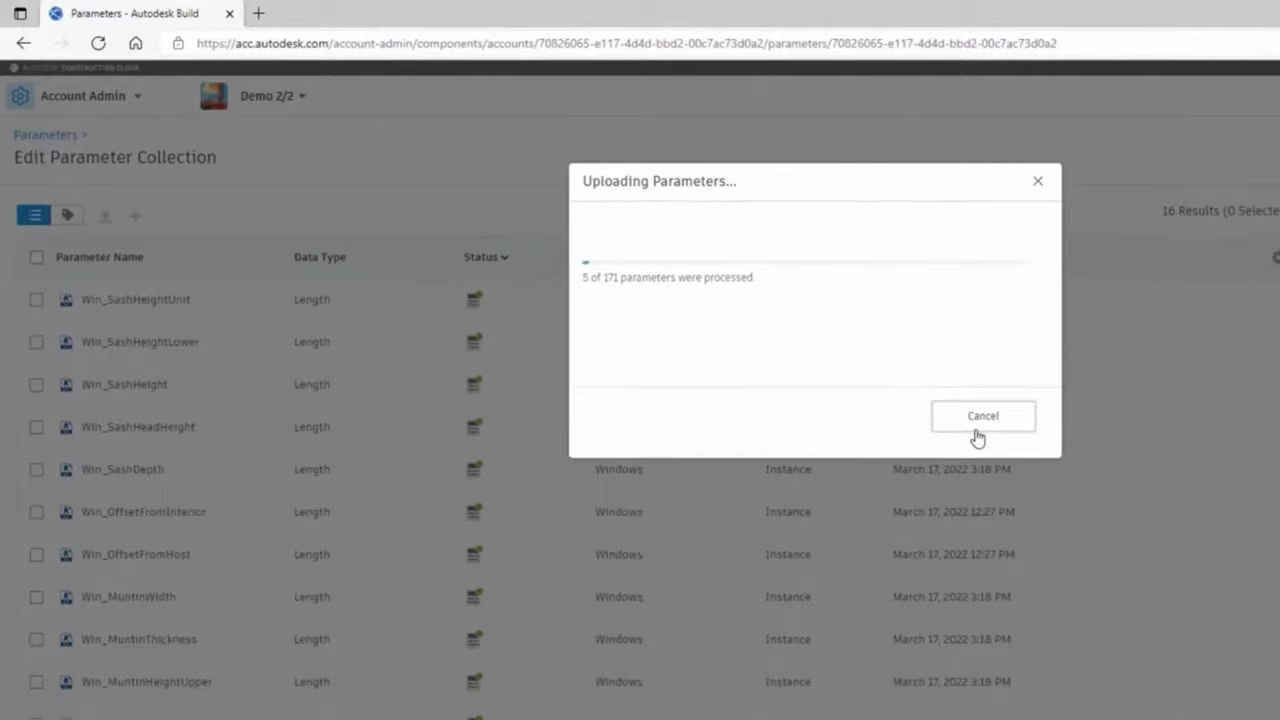 Parameters - Autodesk Build
https://acc.autodesk.com/account-admin/components/accounts/70826065-e117-4d4d-bbd2-00c7ac73d0a2/parameters/70826065-e117-4d4d-bbd2-00c7ac73d0a2
AUTODESK CONSTRUCTION CLOUD
Account Admin
Demo 2/2
Parameters >
Edit Parameter Collection
Uploading Parameters...
16 Results (0 Selecte
Parameter Name Data Type Status
5 of 171 parameters were processed.
Win_SashHeightUnit Length
Win_SashHeightLower Length
Win_SashHeight Length
Cancel
Win_SashHeadHeight Length
Win_SashDepth Length Windows Instance March 17, 2022 3:18 PM
Win_OffsetFromInterior Length Windows Instance March 17, 2022 12:27 PM
Win_OffsetFromHost Length Windows Instance March 17, 2022 12:27 PM
Win_MuntinWidth Length Windows Instance March 17, 2022 3:18 PM
Win_MuntinThickness Length Windows Instance March 17, 2022 3:18 PM
Win_MuntinHeightUpper Length Windows Instance March 17, 2022 3:18 PM